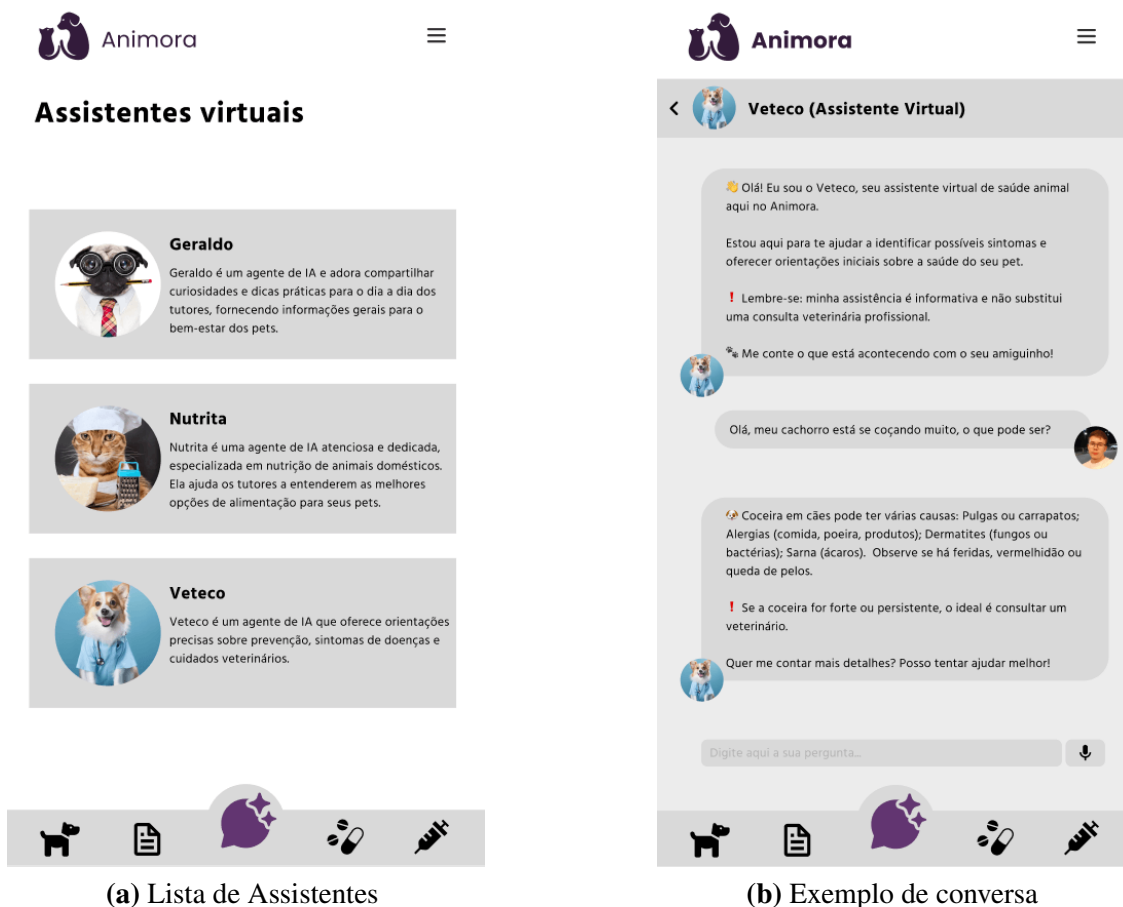 Animora
Assistentes virtuais
Geraldo
Geraldo é um agente de IA e adora compartilhar
curiosidades e dicas práticas para o dia a dia dos
tutores, fornecendo informações gerais para o
bem-estar dos pets.
Nutrita
Nutrita é uma agente de IA atenciosa e dedicada,
especializada em nutrição de animais domésticos.
Ela ajuda os tutores a entenderem as melhores
opções de alimentação para seus pets.
Veteco
Veteco é um agente de IA que oferece orientações
precisas sobre prevenção, sintomas de doenças e
cuidados veterinários.
(a) Lista de Assistentes
Animora
Veteco (Assistente Virtual)
👋 Olá! Eu sou o Veteco, seu assistente virtual de saúde animal
aqui no Animora.
Estou aqui para te ajudar a identificar possíveis sintomas e
oferecer orientações iniciais sobre a saúde do seu pet.
❗ Lembre-se: minha assistência é informativa e não substitui
uma consulta veterinária profissional.
🐾 Me conte o que está acontecendo com o seu amiguinho!
Olá, meu cachorro está se coçando muito, o que pode ser?
🐶 Coceira em cães pode ter várias causas: Pulgas ou carrapatos;
Alergias (comida, poeira, produtos); Dermatites (fungos ou
bactérias); Sarna (ácaros). Observe se há feridas, vermelhidão ou
queda de pelos.
❗ Se a coceira for forte ou persistente, o ideal é consultar um
veterinário.
Quer me contar mais detalhes? Posso tentar ajudar melhor!
Digite aqui a sua pergunta...
(b) Exemplo de conversa